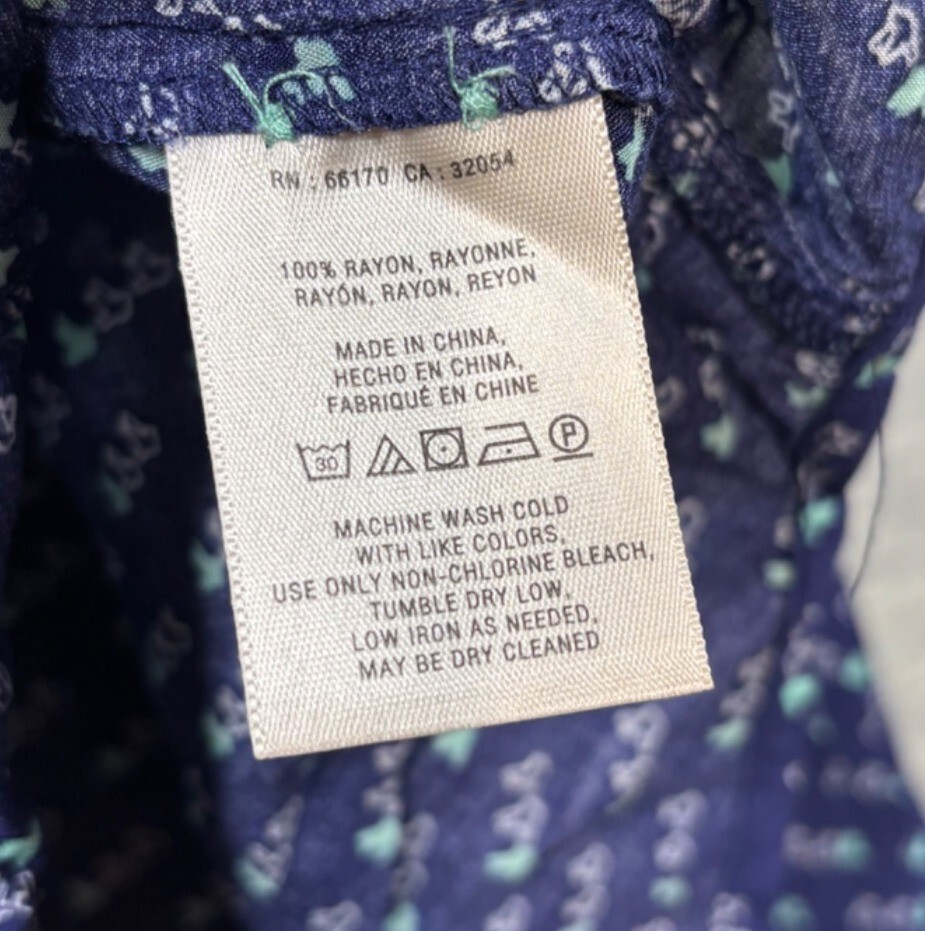 RN : 66170 CA : 32054
100% RAYON, RAYONNE,
RAYÓN, RAYON, REYON
MADE IN CHINA,
HECHO EN CHINA,
FABRIQUÉ EN CHINE
30 P
MACHINE WASH COLD
WITH LIKE COLORS,
USE ONLY NON-CHLORINE BLEACH,
TUMBLE DRY LOW,
LOW IRON AS NEEDED,
MAY BE DRY CLEANED